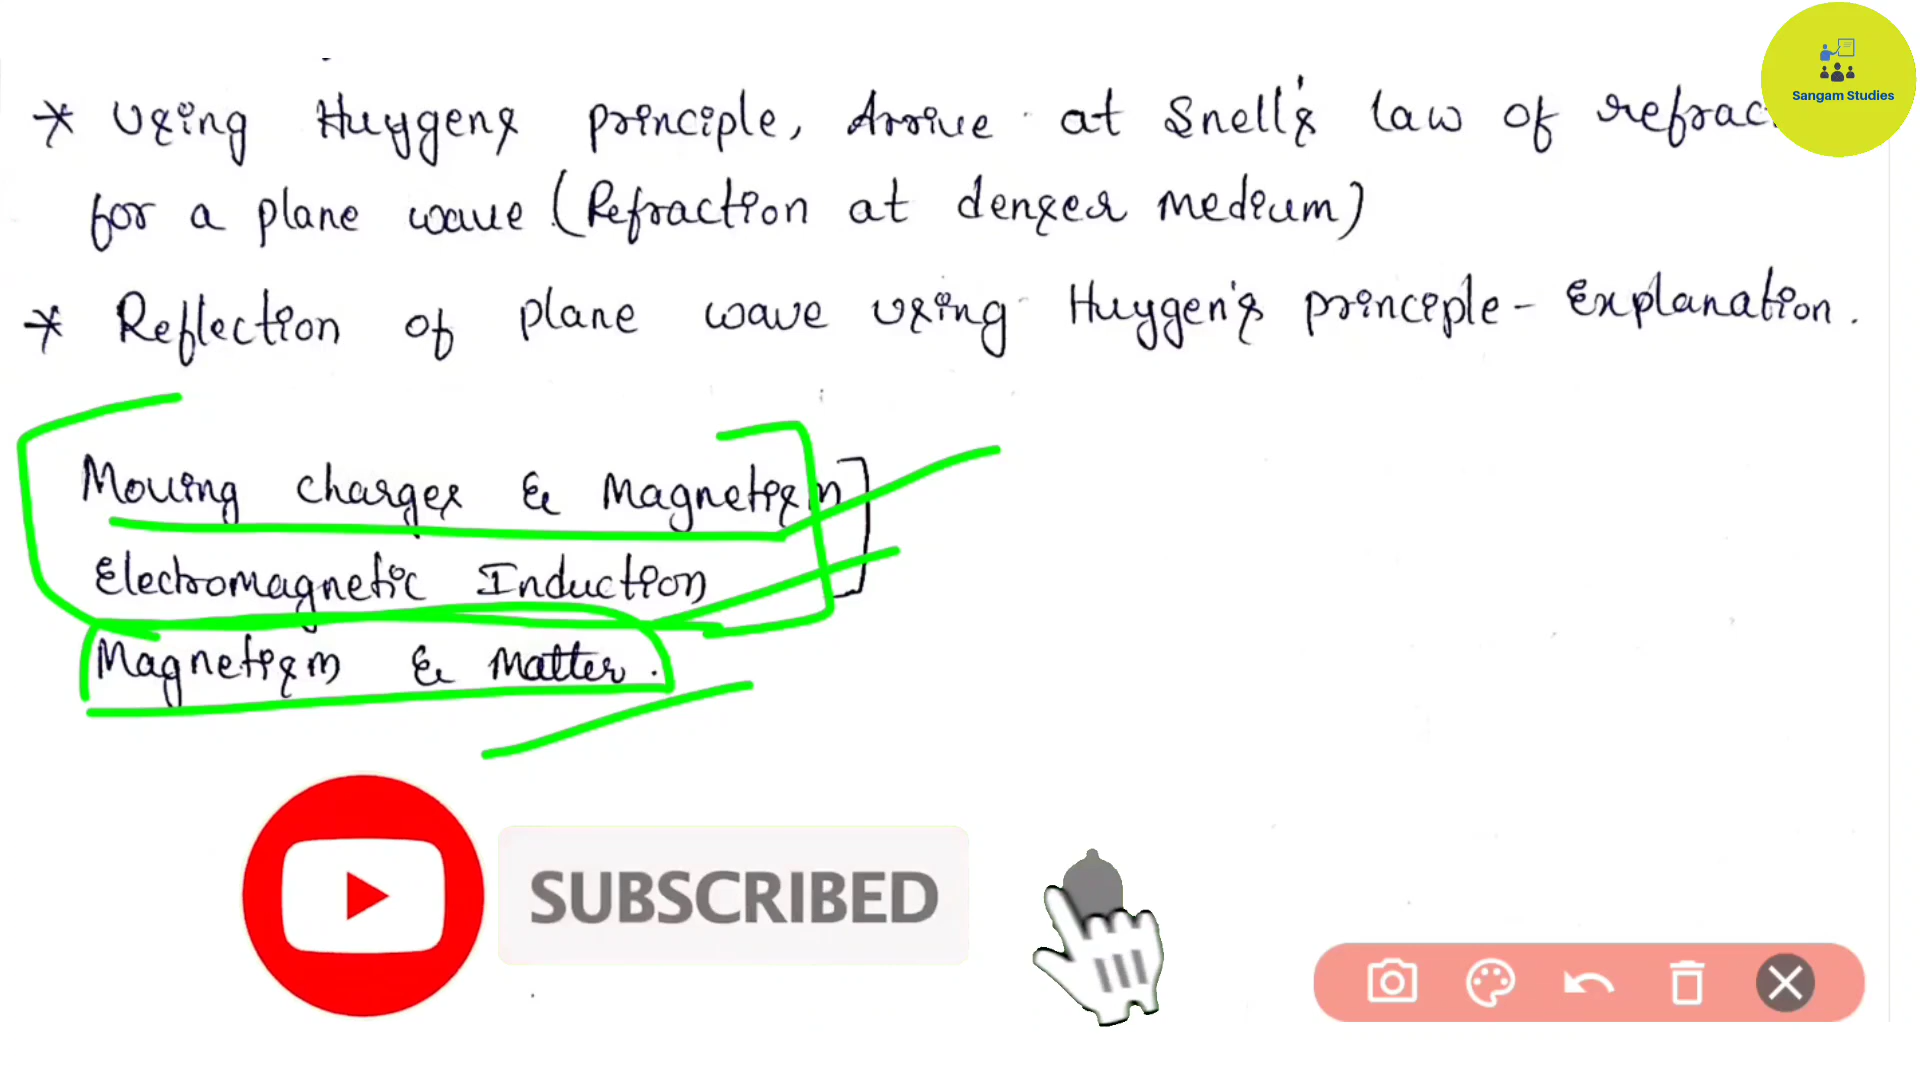 * Using Huygens principle, Arrive at Snell's law of refrac
Sangam Studies
for a plane wave (Refraction at denser medium)
* Reflection of plane wave using Huygen's principle - Explanation.
Moving charges & Magnetism
Electromagnetic Induction
Magnetism & Matter.
SUBSCRIBED